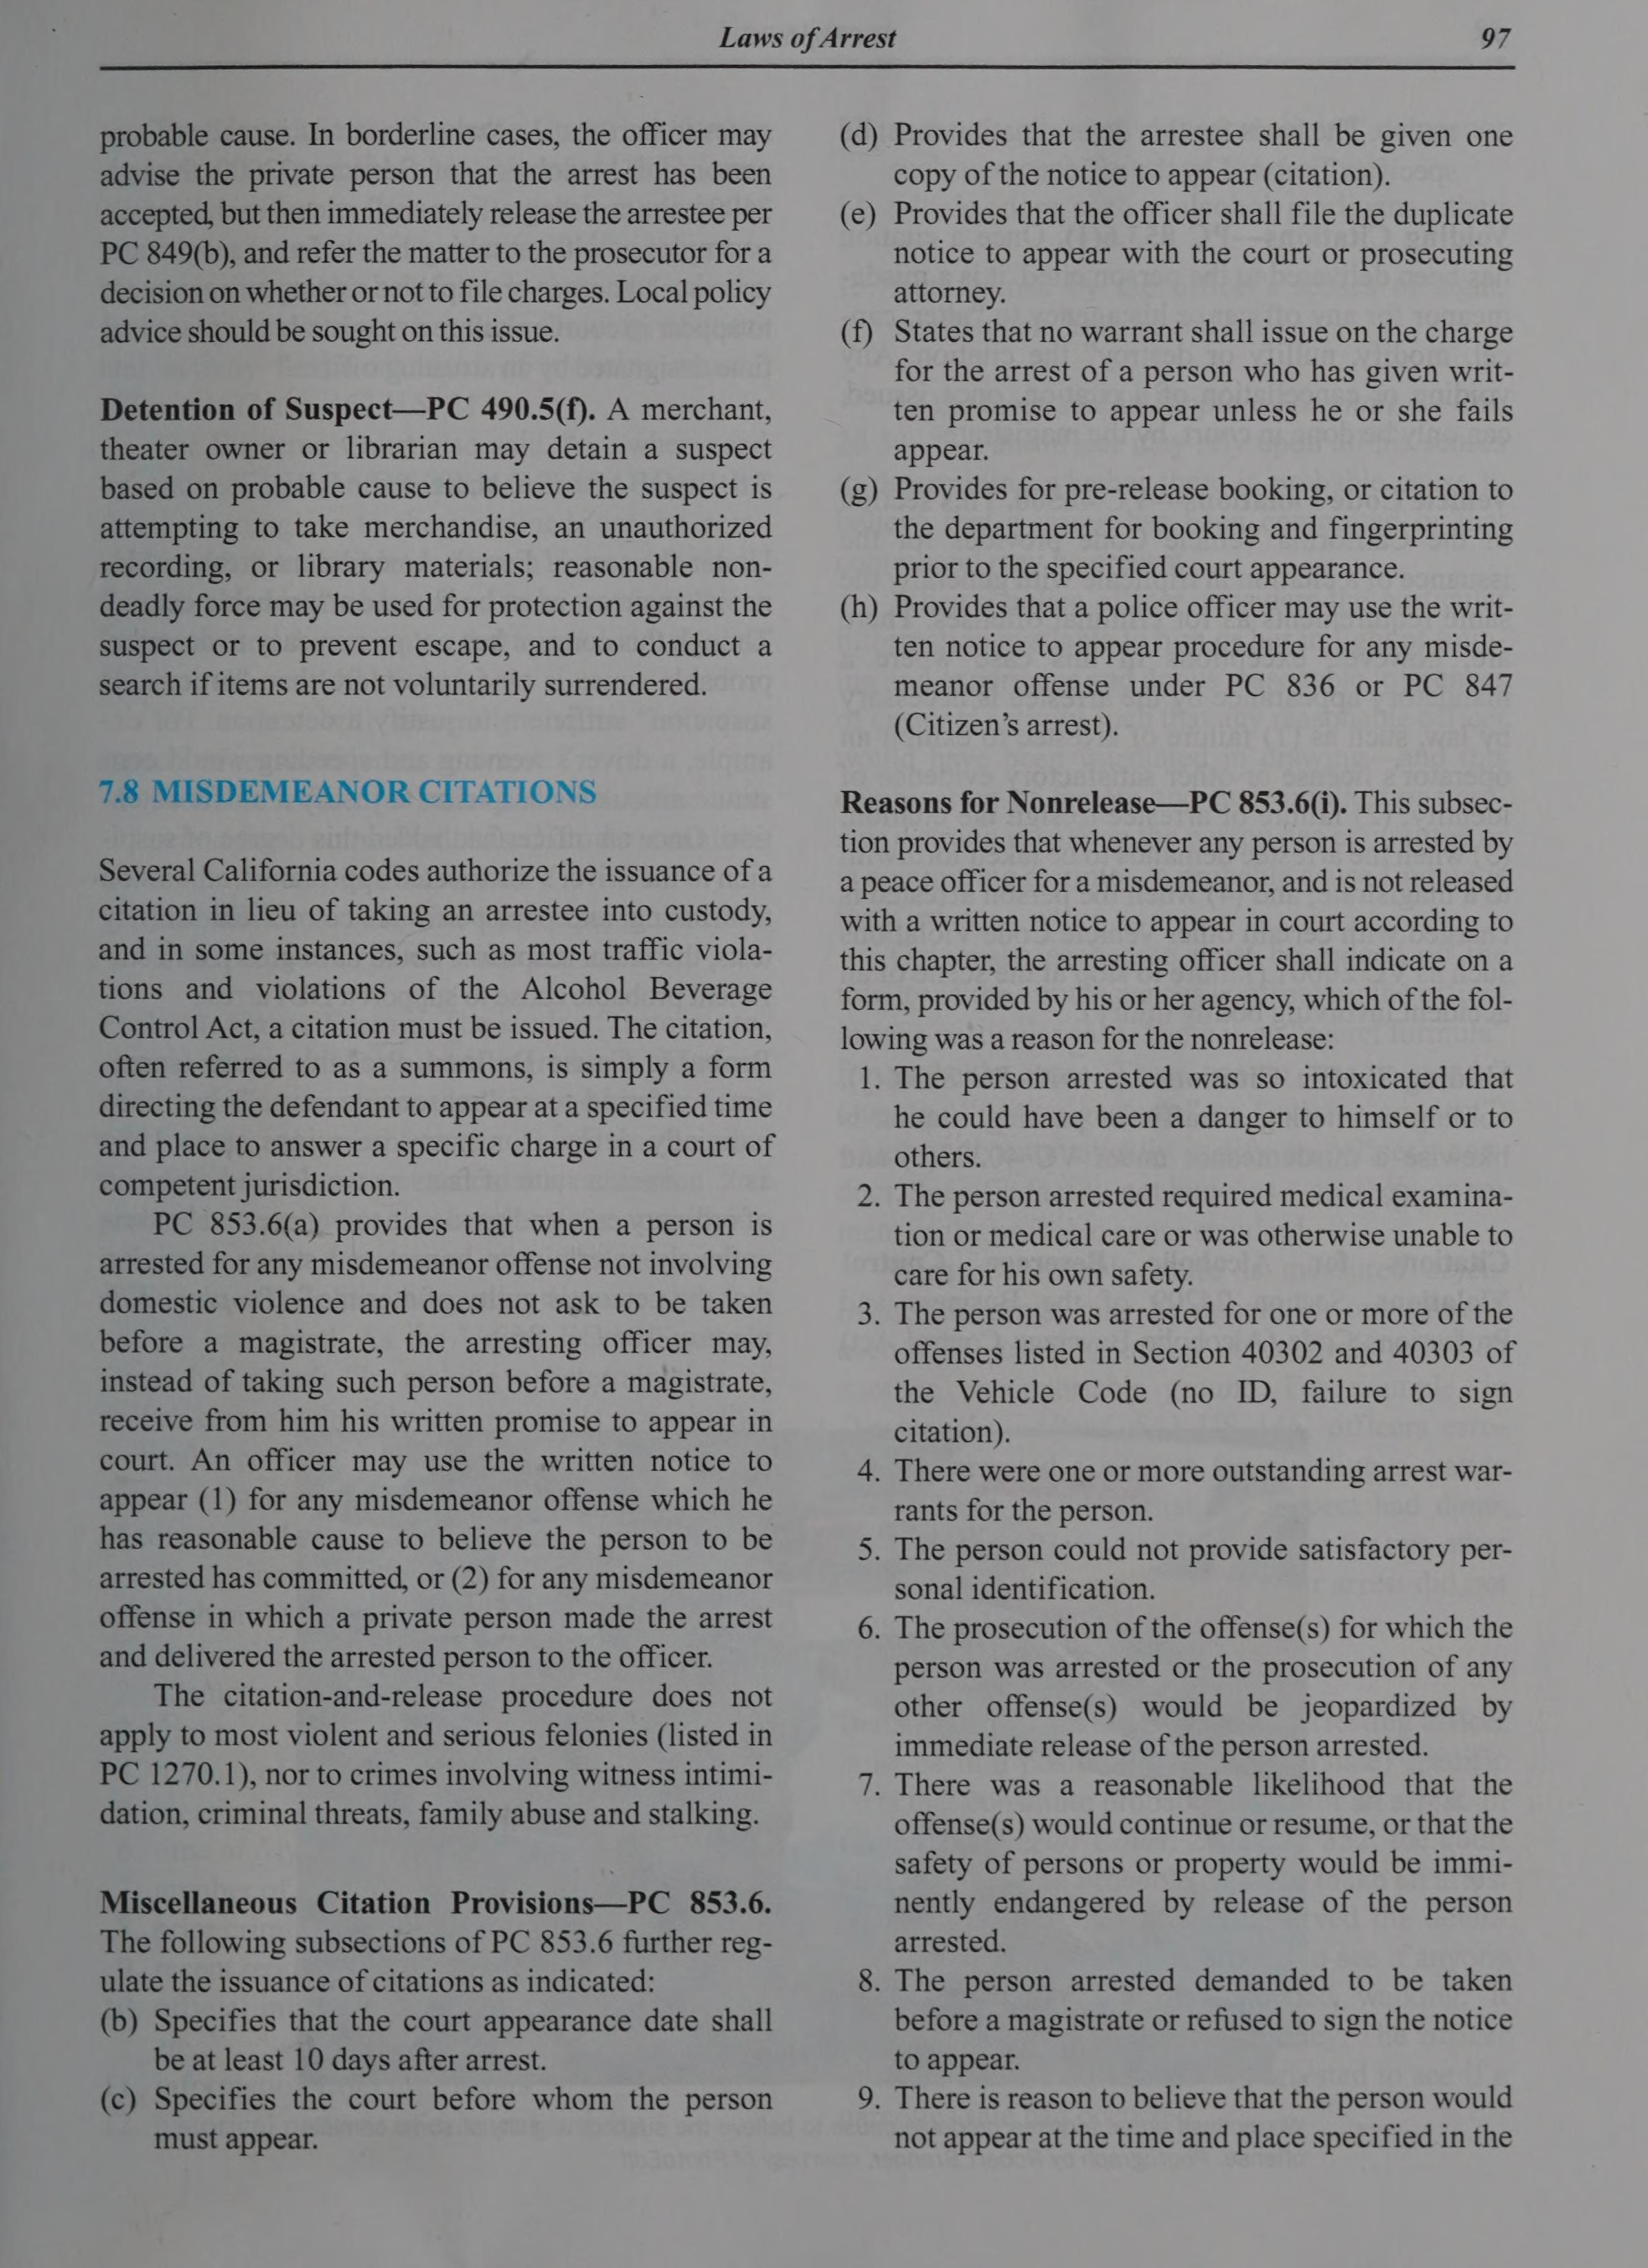 Laws of Arrest
97
probable cause. In borderline cases, the officer may
advise the private person that the arrest has been
accepted, but then immediately release the arrestee per
PC 849(b), and refer the matter to the prosecutor for a
decision on whether or not to file charges. Local policy
advice should be sought on this issue.
Detention of Suspect—PC 490.5(f). A merchant,
theater owner or librarian may detain a suspect
based on probable cause to believe the suspect is
attempting to take merchandise, an unauthorized
recording, or library materials; reasonable non-
deadly force may be used for protection against the
suspect or to prevent escape, and to conduct a
search if items are not voluntarily surrendered.
7.8 MISDEMEANOR CITATIONS
Several California codes authorize the issuance of a
citation in lieu of taking an arrestee into custody,
and in some instances, such as most traffic viola-
tions and violations of the Alcohol Beverage
Control Act, a citation must be issued. The citation,
often referred to as a summons, is simply a form
directing the defendant to appear at a specified time
and place to answer a specific charge in a court of
competent jurisdiction.
PC 853.6(a) provides that when a person is
arrested for any misdemeanor offense not involving
domestic violence and does not ask to be taken
before a magistrate, the arresting officer may,
instead of taking such person before a magistrate,
receive from him his written promise to appear in
court. An officer may use the written notice to
appear (1) for any misdemeanor offense which he
has reasonable cause to believe the person to be
arrested has committed, or (2) for any misdemeanor
offense in which a private person made the arrest
and delivered the arrested person to the officer.
The citation-and-release procedure does not
apply to most violent and serious felonies (listed in
PC 1270.1), nor to crimes involving witness intimi-
dation, criminal threats, family abuse and stalking.
Miscellaneous Citation Provisions—PC 853.6.
The following subsections of PC 853.6 further reg-
ulate the issuance of citations as indicated:
(b) Specifies that the court appearance date shall
be at least 10 days after arrest.
(c) Specifies the court before whom the person
must appear.
(d) Provides that the arrestee shall be given one
copy of the notice to appear (citation).
(e) Provides that the officer shall file the duplicate
notice to appear with the court or prosecuting
attorney.
(f) States that no warrant shall issue on the charge
for the arrest of a person who has given writ-
ten promise to appear unless he or she fails
appear.
(g) Provides for pre-release booking, or citation to
the department for booking and fingerprinting
prior to the specified court appearance.
(h) Provides that a police officer may use the writ-
ten notice to appear procedure for any misde-
meanor offense under PC 836 or PC 847
(Citizen's arrest).
Reasons for Nonrelease—PC 853.6(i). This subsec-
tion provides that whenever any person is arrested by
a peace officer for a misdemeanor, and is not released
with a written notice to appear in court according to
this chapter, the arresting officer shall indicate on a
form, provided by his or her agency, which of the fol-
lowing was a reason for the nonrelease:
1. The person arrested was so intoxicated that
he could have been a danger to himself or to
others.
2. The person arrested required medical examina-
tion or medical care or was otherwise unable to
care for his own safety.
3. The person was arrested for one or more of the
offenses listed in Section 40302 and 40303 of
the Vehicle Code (no ID, failure to sign
citation).
4. There were one or more outstanding arrest war-
rants for the person.
5. The person could not provide satisfactory per-
sonal identification.
6. The prosecution of the offense(s) for which the
person was arrested or the prosecution of any
other offense(s) would be jeopardized by
immediate release of the person arrested.
7. There was a reasonable likelihood that the
offense(s) would continue or resume, or that the
safety of persons or property would be immi-
nently endangered by release of the person
arrested.
8. The person arrested demanded to be taken
before a magistrate or refused to sign the notice
to appear.
9. There is reason to believe that the person would
not appear at the time and place specified in the